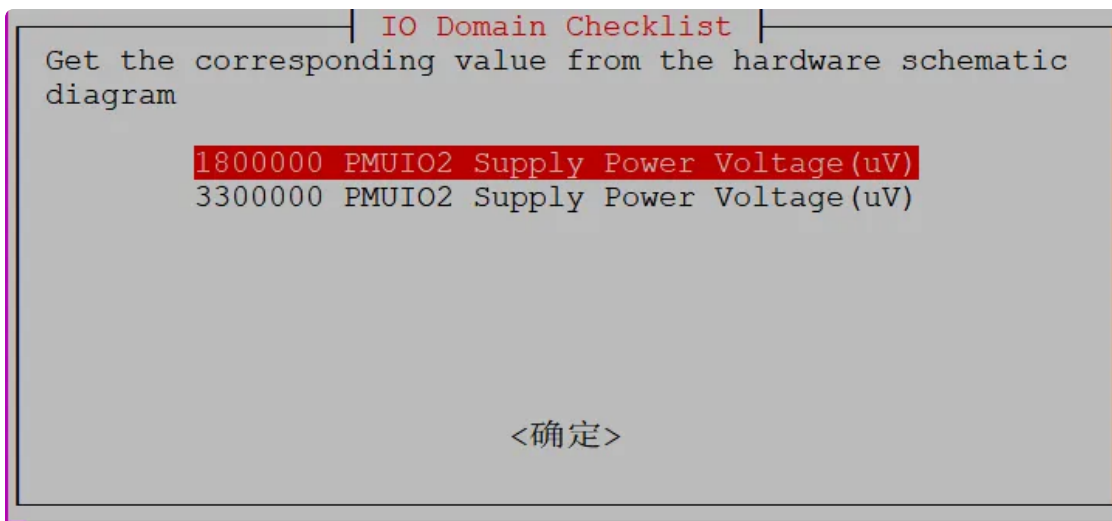 IO Domain Checklist
Get the corresponding value from the hardware schematic
diagram
1800000 PMUIO2 Supply Power Voltage(uV)
3300000 PMUIO2 Supply Power Voltage(uV)
<确定>